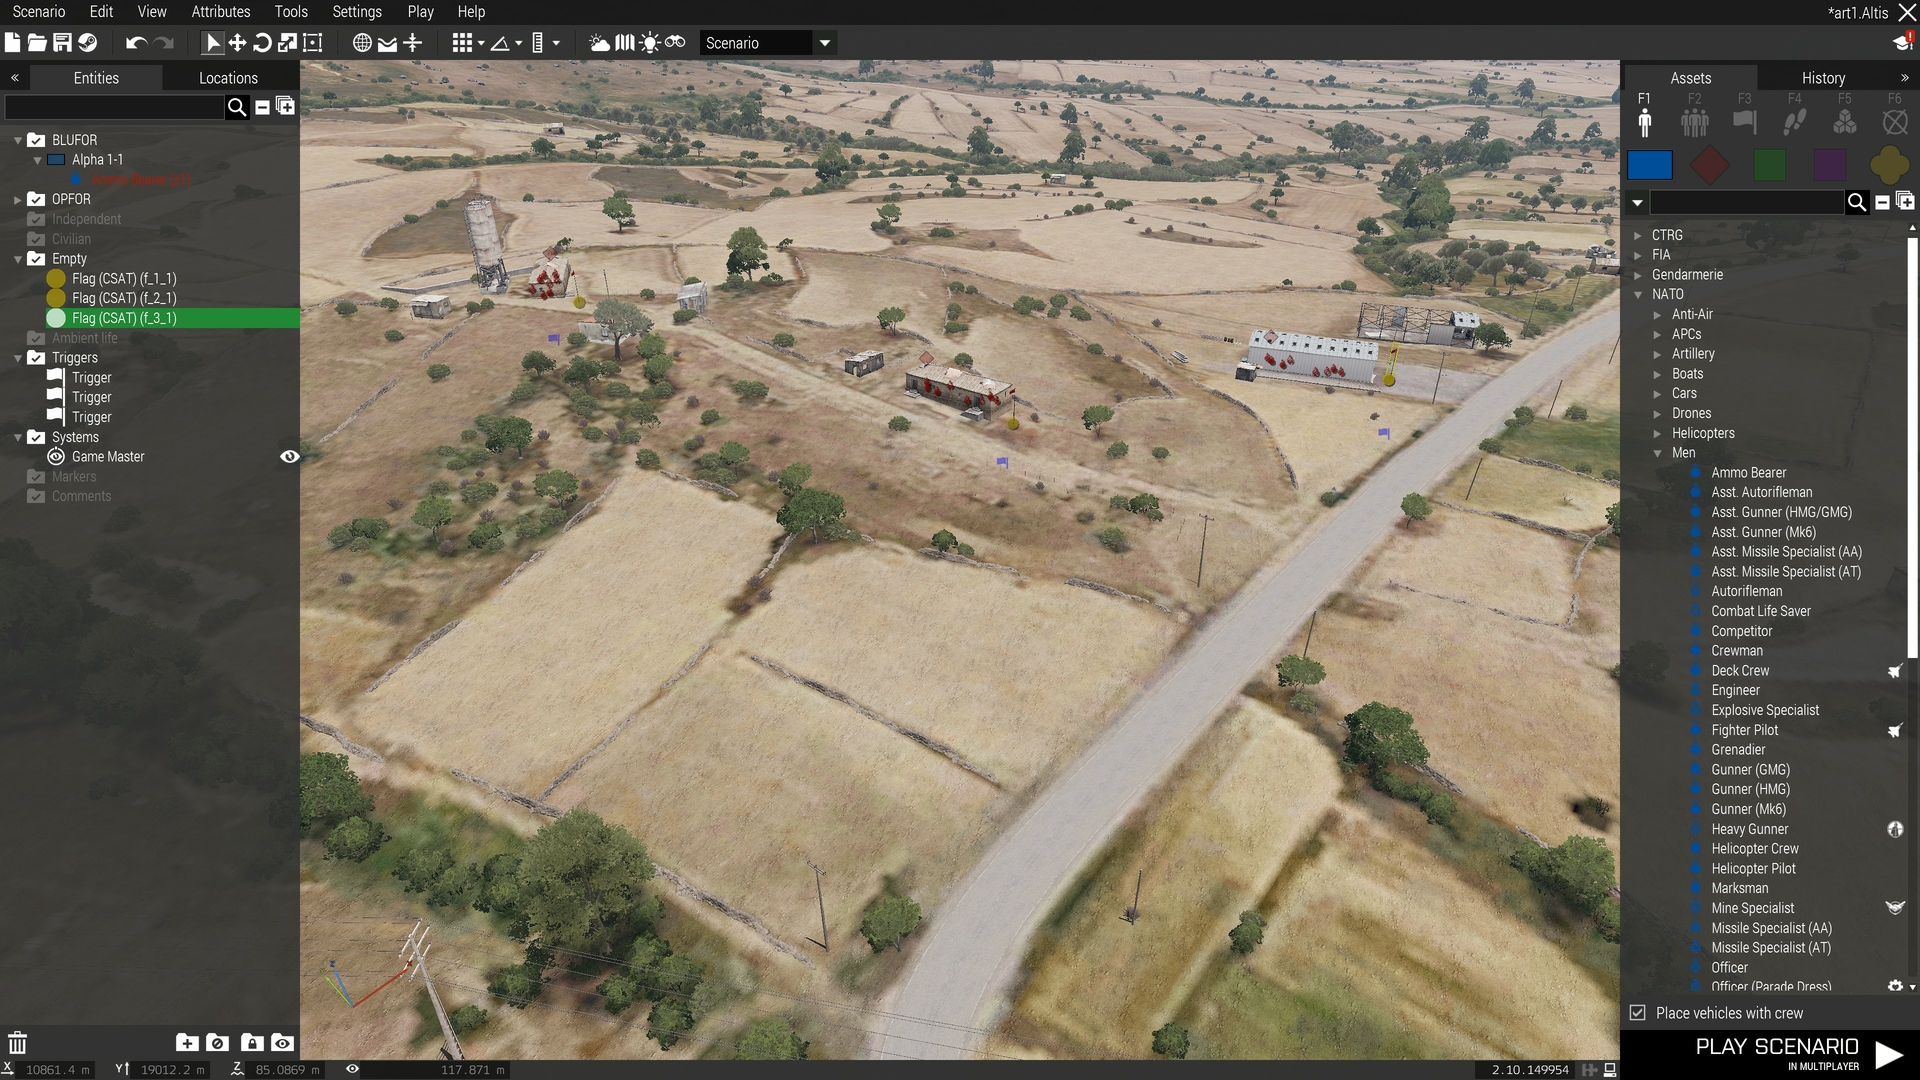 Scenario Edit View Attributes Tools Settings Play Help
*art1.Altis
Scenario
Entities Locations
BLUFOR
Alpha 1-1
Ammo Bearer (p1)
OPFOR
Independent
Civilian
Empty
Flag (CSAT) (f_1_1)
Flag (CSAT) (f_2_1)
Flag (CSAT) (f_3_1)
Ambient life
Triggers
Trigger
Trigger
Trigger
Systems
Game Master
Markers
Comments
Assets History
F1 F2 F3 F4 F5 F6
CTRG
FIA
Gendarmerie
NATO
Anti-Air
APCs
Artillery
Boats
Cars
Drones
Helicopters
Men
Ammo Bearer
Asst. Autorifleman
Asst. Gunner (HMG/GMG)
Asst. Gunner (Mk6)
Asst. Missile Specialist (AA)
Asst. Missile Specialist (AT)
Autorifleman
Combat Life Saver
Competitor
Crewman
Deck Crew
Engineer
Explosive Specialist
Fighter Pilot
Grenadier
Gunner (GMG)
Gunner (HMG)
Gunner (Mk6)
Heavy Gunner
Helicopter Crew
Helicopter Pilot
Marksman
Mine Specialist
Missile Specialist (AA)
Missile Specialist (AT)
Officer
Officer (Parade Dress)
Place vehicles with crew
PLAY SCENARIO
IN MULTIPLAYER
X 10861.4 m Y 19012.2 m Z 85.0869 m 117.871 m 2.10.149954